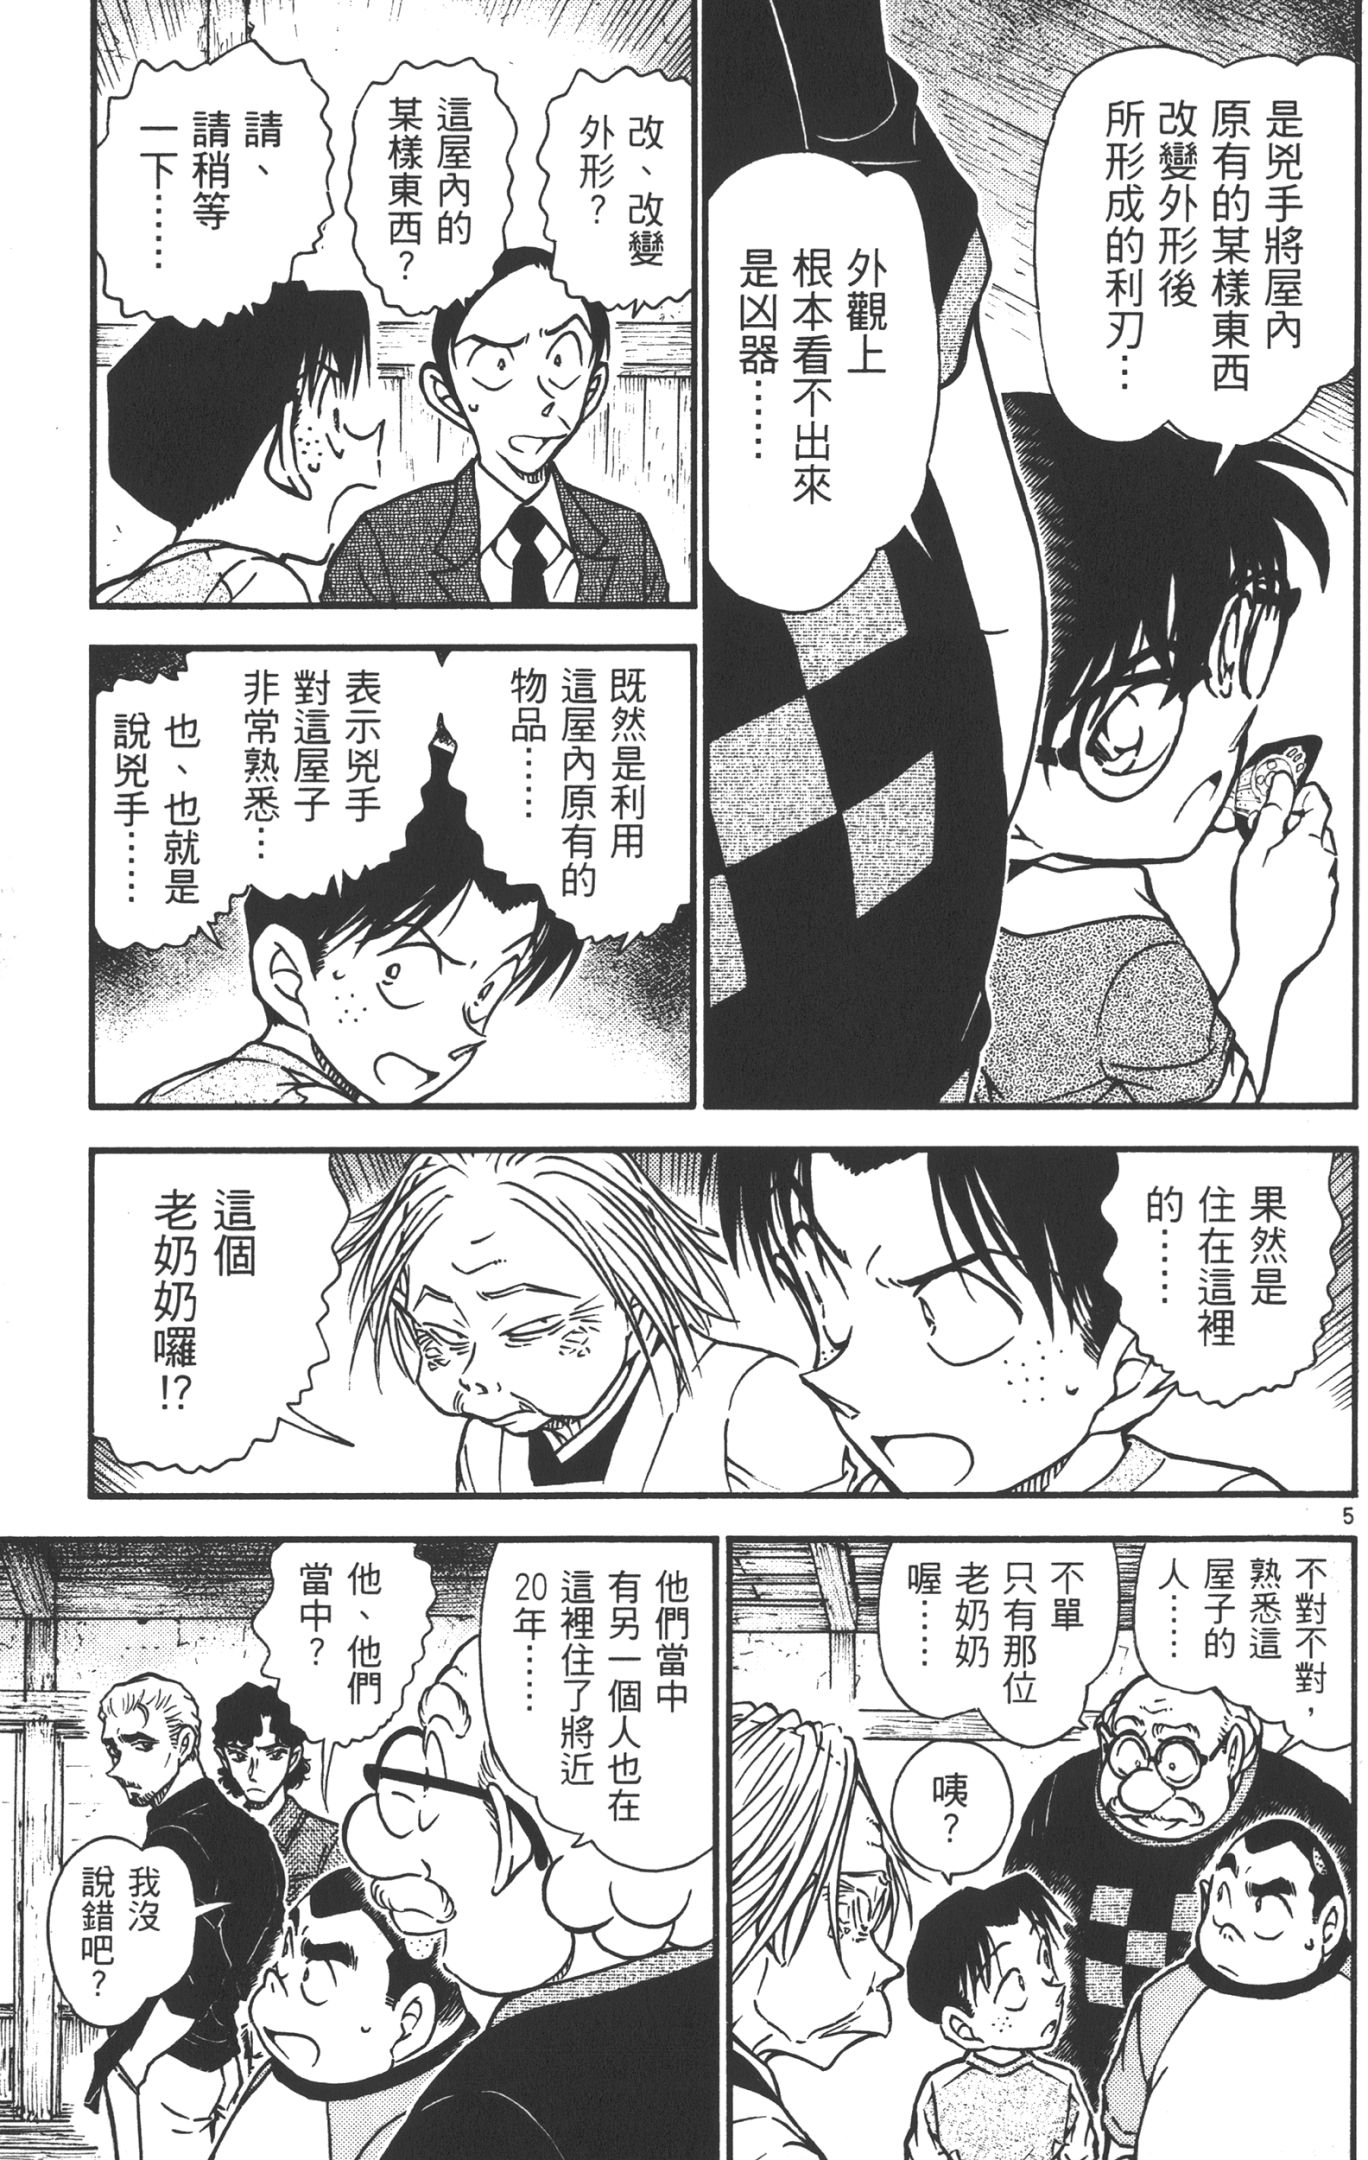 是兇手將屋內
原有的某樣東西
改變外形後
所形成的利刃…
外觀上
根本看不出來
是凶器……
改、改變
外形？
這屋內的
某樣東西？
請、
請稍等
一下……
既然是利用
這屋內原有的
物品……
表示兇手
對這屋子
非常熟悉…
也、也就是
說兇手……
果然是
住在這裡
的……
這個
老奶奶囉!?
5
不對不對，
熟悉這
屋子的
人……
不單
只有那位
老奶奶
喔……
咦？
他們當中
有另一個人也在
這裡住了將近
20年……
他、他們
當中？
我沒
說錯吧？